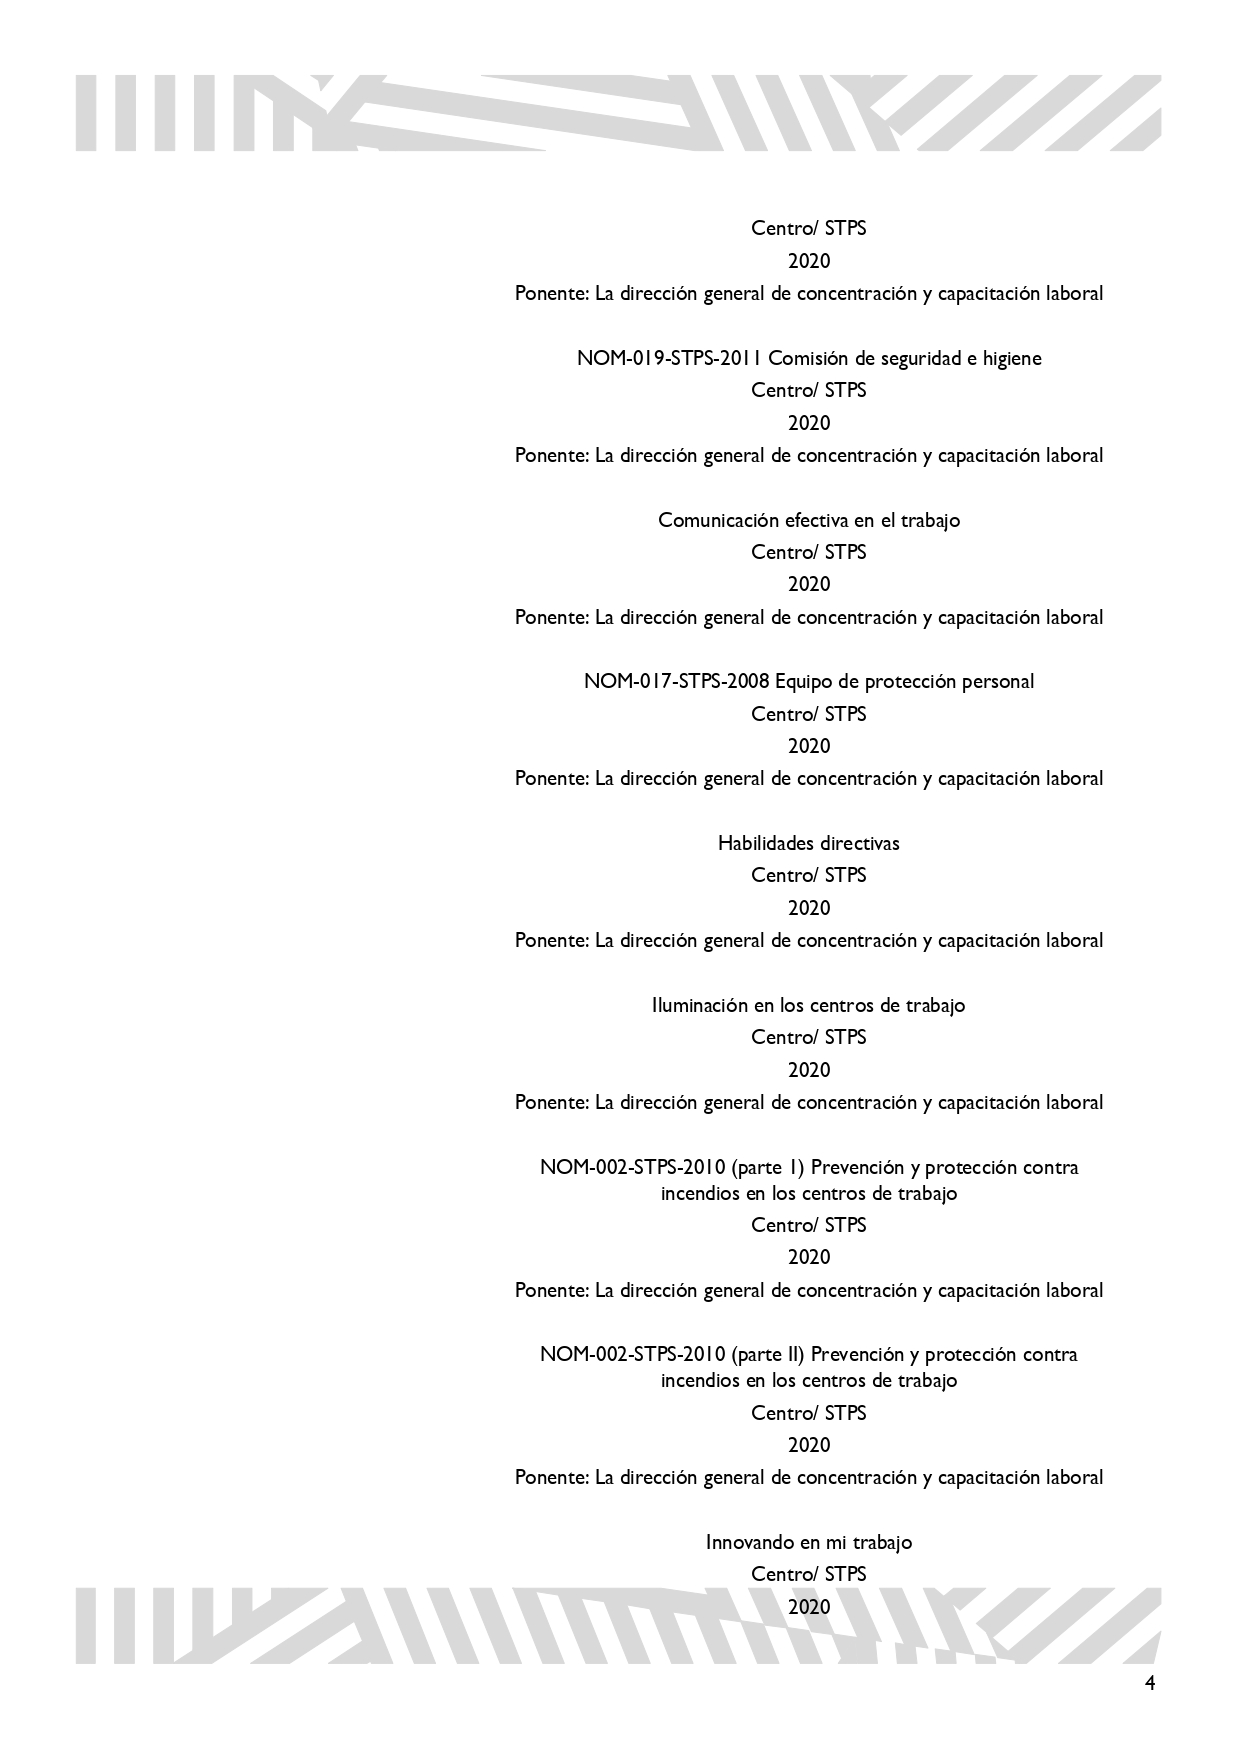 Centro/ STPS
2020
Ponente: La dirección general de concentración y capacitación laboral
NOM-019-STPS-2011 Comisión de seguridad e higiene
Centro/ STPS
2020
Ponente: La dirección general de concentración y capacitación laboral
Comunicación efectiva en el trabajo
Centro/ STPS
2020
Ponente: La dirección general de concentración y capacitación laboral
NOM-017-STPS-2008 Equipo de protección personal
Centro/ STPS
2020
Ponente: La dirección general de concentración y capacitación laboral
Habilidades directivas
Centro/ STPS
2020
Ponente: La dirección general de concentración y capacitación laboral
Iluminación en los centros de trabajo
Centro/ STPS
2020
Ponente: La dirección general de concentración y capacitación laboral
NOM-002-STPS-2010 (parte 1) Prevención y protección contra
incendios en los centros de trabajo
Centro/ STPS
2020
Ponente: La dirección general de concentración y capacitación laboral
NOM-002-STPS-2010 (parte II) Prevención y protección contra
incendios en los centros de trabajo
Centro/ STPS
2020
Ponente: La dirección general de concentración y capacitación laboral
Innovando en mi trabajo
Centro/ STPS
2020
4